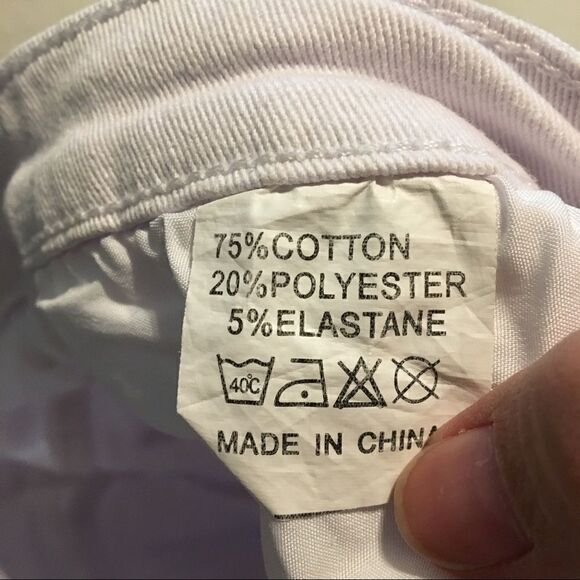 75%COTTON
20%POLYESTER
5%ELASTANE
40°C
MADE IN CHINA